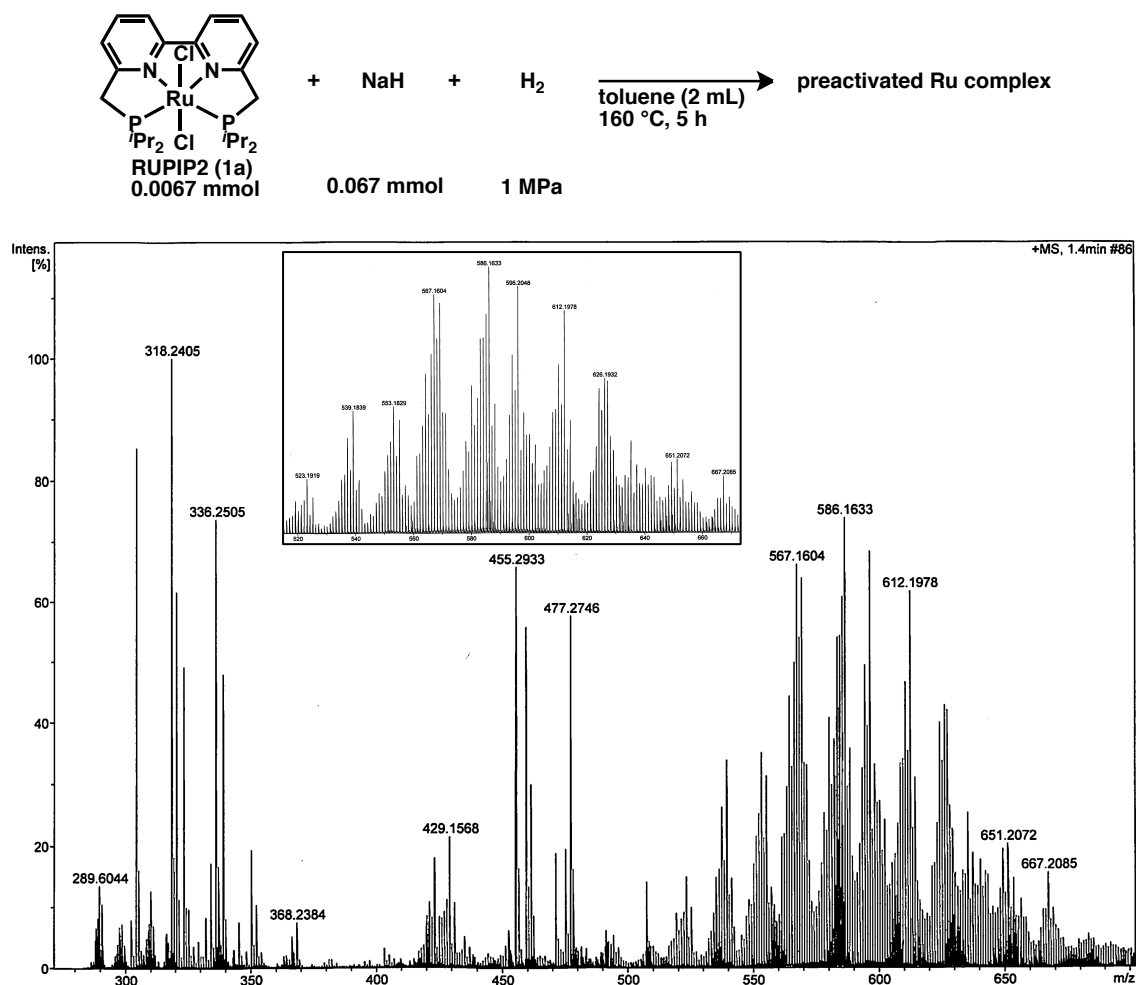 Cl
N N
+ NaH + H2
preactivated Ru complex
Ru
toluene (2 mL)
160 °C, 5 h
P P
iPr2 Cl iPr2
RUPIP2 (1a)
0.0067 mmol 0.067 mmol 1 MPa
Intens.
[%]
+MS, 1.4min #86
586.1633
598.2048
567.1604
612.1978
626.1932
539.1839
553.1829
523.1919
651.2072
667.2085
520 540 560 580 600 620 640 660
100
318.2405
80
336.2505
586.1633
455.2933
567.1604
477.2746
612.1978
60
40
429.1568
20
651.2072
667.2085
289.6044
368.2384
0
300 350 400 450 500 550 600 650 m/z